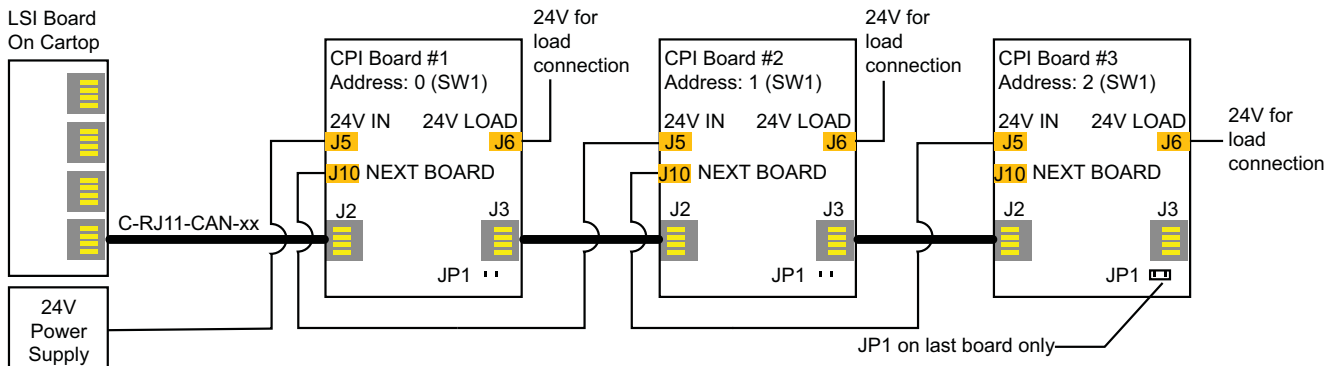 LSI Board
On Cartop
C-RJ11-CAN-xx
24V
Power
Supply
CPI Board #1
Address: 0 (SW1)
24V IN
24V LOAD
J5
J6
J10 NEXT BOARD
J2
J3
JP1
24V for
load
connection
CPI Board #2
Address: 1 (SW1)
24V IN
24V LOAD
J5
J6
J10 NEXT BOARD
J2
J3
JP1
24V for
load
connection
CPI Board #3
Address: 2 (SW1)
24V IN
24V LOAD
J5
J6
J10 NEXT BOARD
J2
J3
JP1
24V for
load
connection
JP1 on last board only